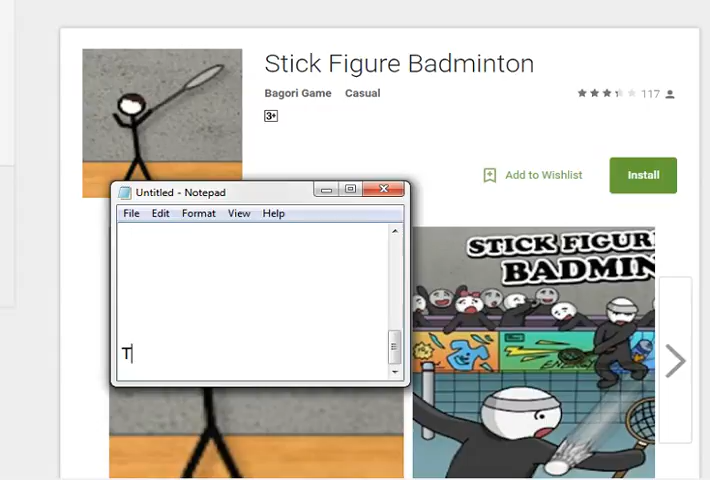 Stick Figure Badminton
Bagori Game Casual
117
3+
Add to Wishlist
Install
Untitled - Notepad
File Edit Format View Help
T
STICK FIGUR
BADMIN